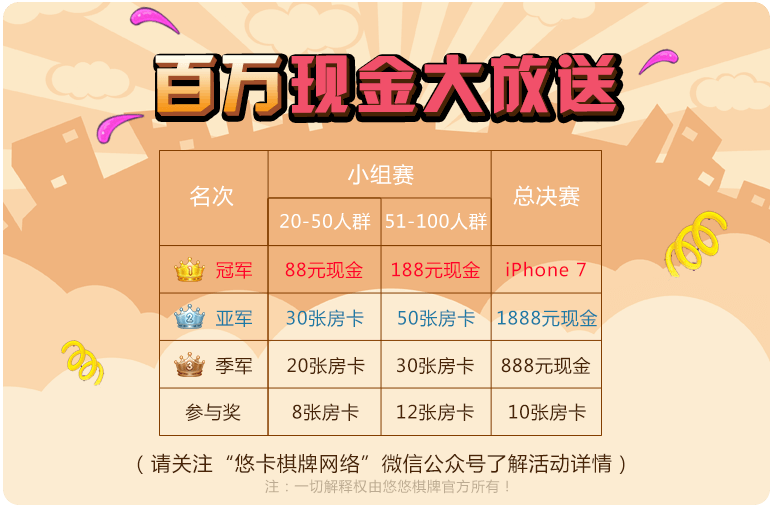 百万现金大放送
名次 小组赛 总决赛
20-50人群 51-100人群
1 冠军 88元现金 188元现金 iPhone 7
2 亚军 30张房卡 50张房卡 1888元现金
3 季军 20张房卡 30张房卡 888元现金
参与奖 8张房卡 12张房卡 10张房卡
（请关注“悠卡棋牌网络”微信公众号了解活动详情）
注：一切解释权由悠悠棋牌官方所有！